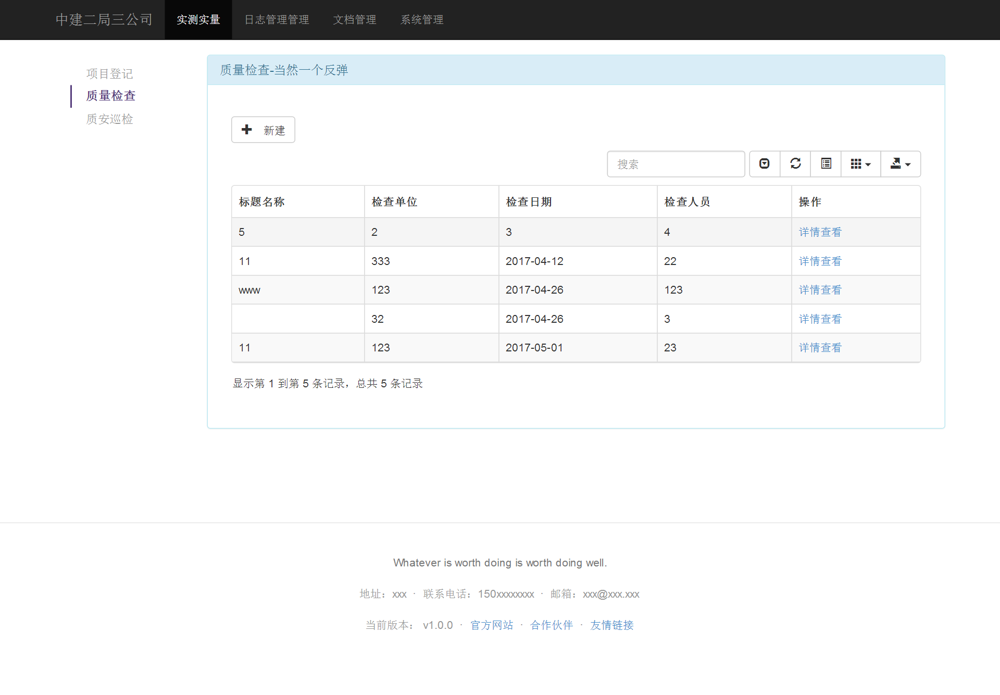 中建二局三公司 实测实量 日志管理管理 文档管理 系统管理
项目登记
质量检查
质安巡检
质量检查-当然一个反弹
新建
搜索
标题名称 检查单位 检查日期 检查人员 操作
5 2 3 4 详情查看
11 333 2017-04-12 22 详情查看
www 123 2017-04-26 123 详情查看
32 2017-04-26 3 详情查看
11 123 2017-05-01 23 详情查看
显示第 1 到第 5 条记录，总共 5 条记录
Whatever is worth doing is worth doing well.
地址：xxx · 联系电话：150xxxxxxxx · 邮箱：xxx@xxx.xxx
当前版本： v1.0.0 · 官方网站 · 合作伙伴 · 友情链接